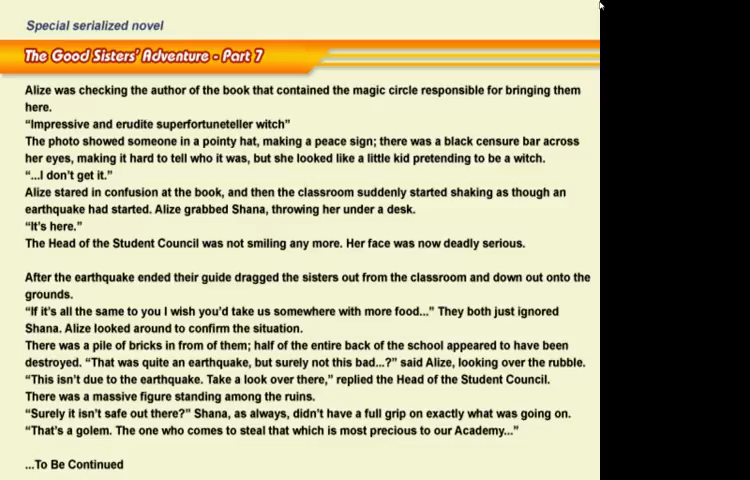 Special serialized novel
The Good Sisters' Adventure - Part 7
Alize was checking the author of the book that contained the magic circle responsible for bringing them
here.
“Impressive and erudite superfortuneteller witch”
The photo showed someone in a pointy hat, making a peace sign; there was a black censure bar across
her eyes, making it hard to tell who it was, but she looked like a little kid pretending to be a witch.
“...I don't get it.”
Alize stared in confusion at the book, and then the classroom suddenly started shaking as though an
earthquake had started. Alize grabbed Shana, throwing her under a desk.
“It's here.”
The Head of the Student Council was not smiling any more. Her face was now deadly serious.
After the earthquake ended their guide dragged the sisters out from the classroom and down out onto the
grounds.
“If it's all the same to you I wish you'd take us somewhere with more food...” They both just ignored
Shana. Alize looked around to confirm the situation.
There was a pile of bricks in from of them; half of the entire back of the school appeared to have been
destroyed. “That was quite an earthquake, but surely not this bad...?” said Alize, looking over the rubble.
“This isn't due to the earthquake. Take a look over there,” replied the Head of the Student Council.
There was a massive figure standing among the ruins.
“Surely it isn't safe out there?” Shana, as always, didn't have a full grip on exactly what was going on.
“That's a golem. The one who comes to steal that which is most precious to our Academy...”
...To Be Continued